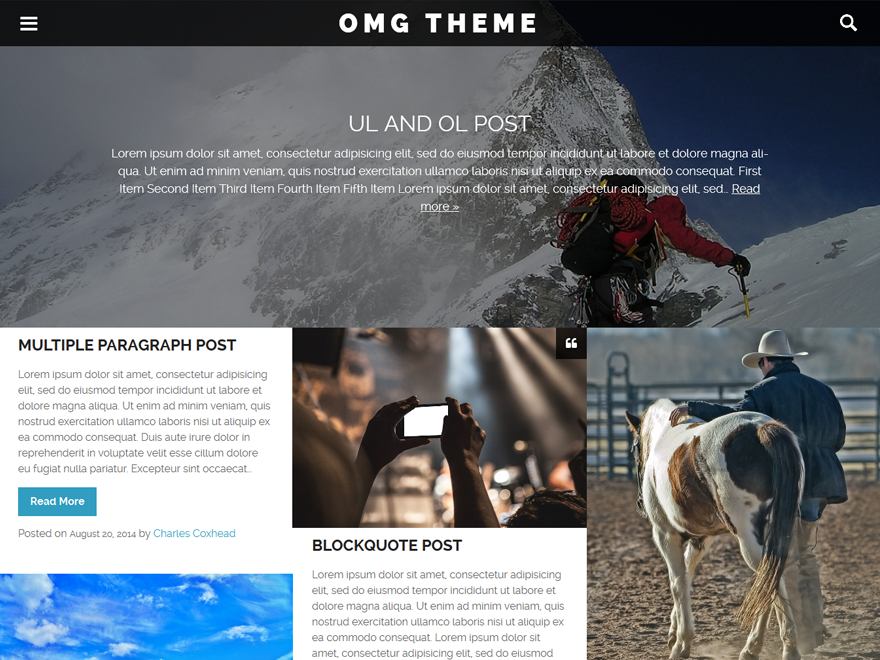 OMG THEME
UL AND OL POST
Lorem ipsum dolor sit amet, consectetur adipisicing elit, sed do eiusmod tempor incididunt ut labore et dolore magna ali-
qua. Ut enim ad minim veniam, quis nostrud exercitation ullamco laboris nisi ut aliquip ex ea commodo consequat. First
Item Second Item Third Item Fourth Item Fifth Item Lorem ipsum dolor sit amet, consectetur adipisicing elit, sed… Read
more »
MULTIPLE PARAGRAPH POST
Lorem ipsum dolor sit amet, consectetur adipisicing
elit, sed do eiusmod tempor incididunt ut labore et
dolore magna aliqua. Ut enim ad minim veniam, quis
nostrud exercitation ullamco laboris nisi ut aliquip ex
ea commodo consequat. Duis aute irure dolor in
reprehenderit in voluptate velit esse cillum dolore
eu fugiat nulla pariatur. Excepteur sint occaecat…
Read More
Posted on August 20, 2014 by Charles Coxhead
BLOCKQUOTE POST
Lorem ipsum dolor sit amet, consectetur adipisicing
elit, sed do eiusmod tempor incididunt ut labore et
dolore magna aliqua. Ut enim ad minim veniam, quis
nostrud exercitation ullamco laboris nisi ut aliquip ex
ea commodo consequat. Lorem ipsum dolor sit
amet, consectetur adipisicing elit, sed do eiusmod